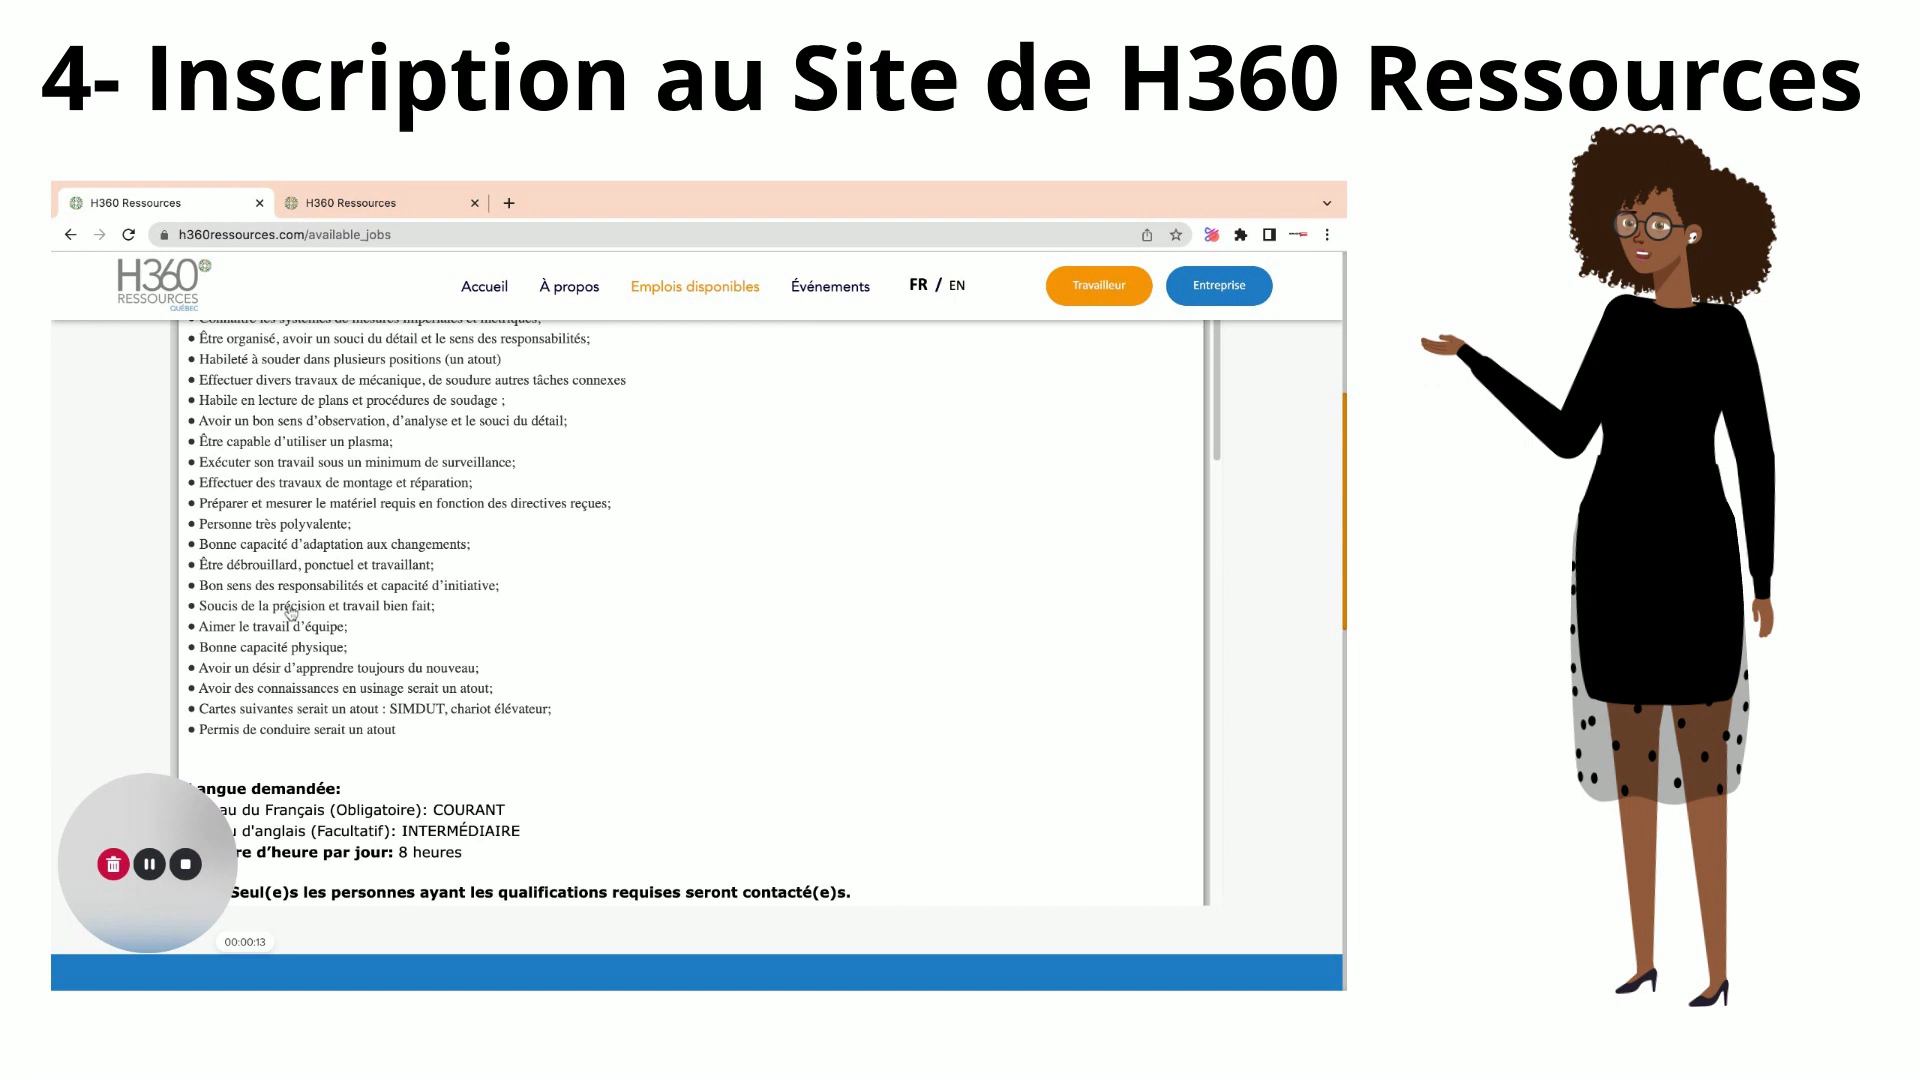 4- Inscription au Site de H360 Ressources
H360 Ressources
H360 Ressources
h360ressources.com/available_jobs
H360
RESSOURCES
QUÉBEC
Accueil
À propos
Emplois disponibles
Événements
FR / EN
Travailleur
Entreprise
• Connaître les systèmes de mesures impériales et métriques;
• Être organisé, avoir un souci du détail et le sens des responsabilités;
• Habileté à souder dans plusieurs positions (un atout)
• Effectuer divers travaux de mécanique, de soudure autres tâches connexes
• Habile en lecture de plans et procédures de soudage ;
• Avoir un bon sens d’observation, d’analyse et le souci du détail;
• Être capable d’utiliser un plasma;
• Exécuter son travail sous un minimum de surveillance;
• Effectuer des travaux de montage et réparation;
• Préparer et mesurer le matériel requis en fonction des directives reçues;
• Personne très polyvalente;
• Bonne capacité d’adaptation aux changements;
• Être débrouillard, ponctuel et travaillant;
• Bon sens des responsabilités et capacité d’initiative;
• Soucis de la précision et travail bien fait;
• Aimer le travail d’équipe;
• Bonne capacité physique;
• Avoir un désir d’apprendre toujours du nouveau;
• Avoir des connaissances en usinage serait un atout;
• Cartes suivantes serait un atout : SIMDUT, chariot élévateur;
• Permis de conduire serait un atout
angue demandée:
au du Français (Obligatoire): COURANT
u d'anglais (Facultatif): INTERMÉDIAIRE
re d’heure par jour: 8 heures
Seul(e)s les personnes ayant les qualifications requises seront contacté(e)s.
00:00:13